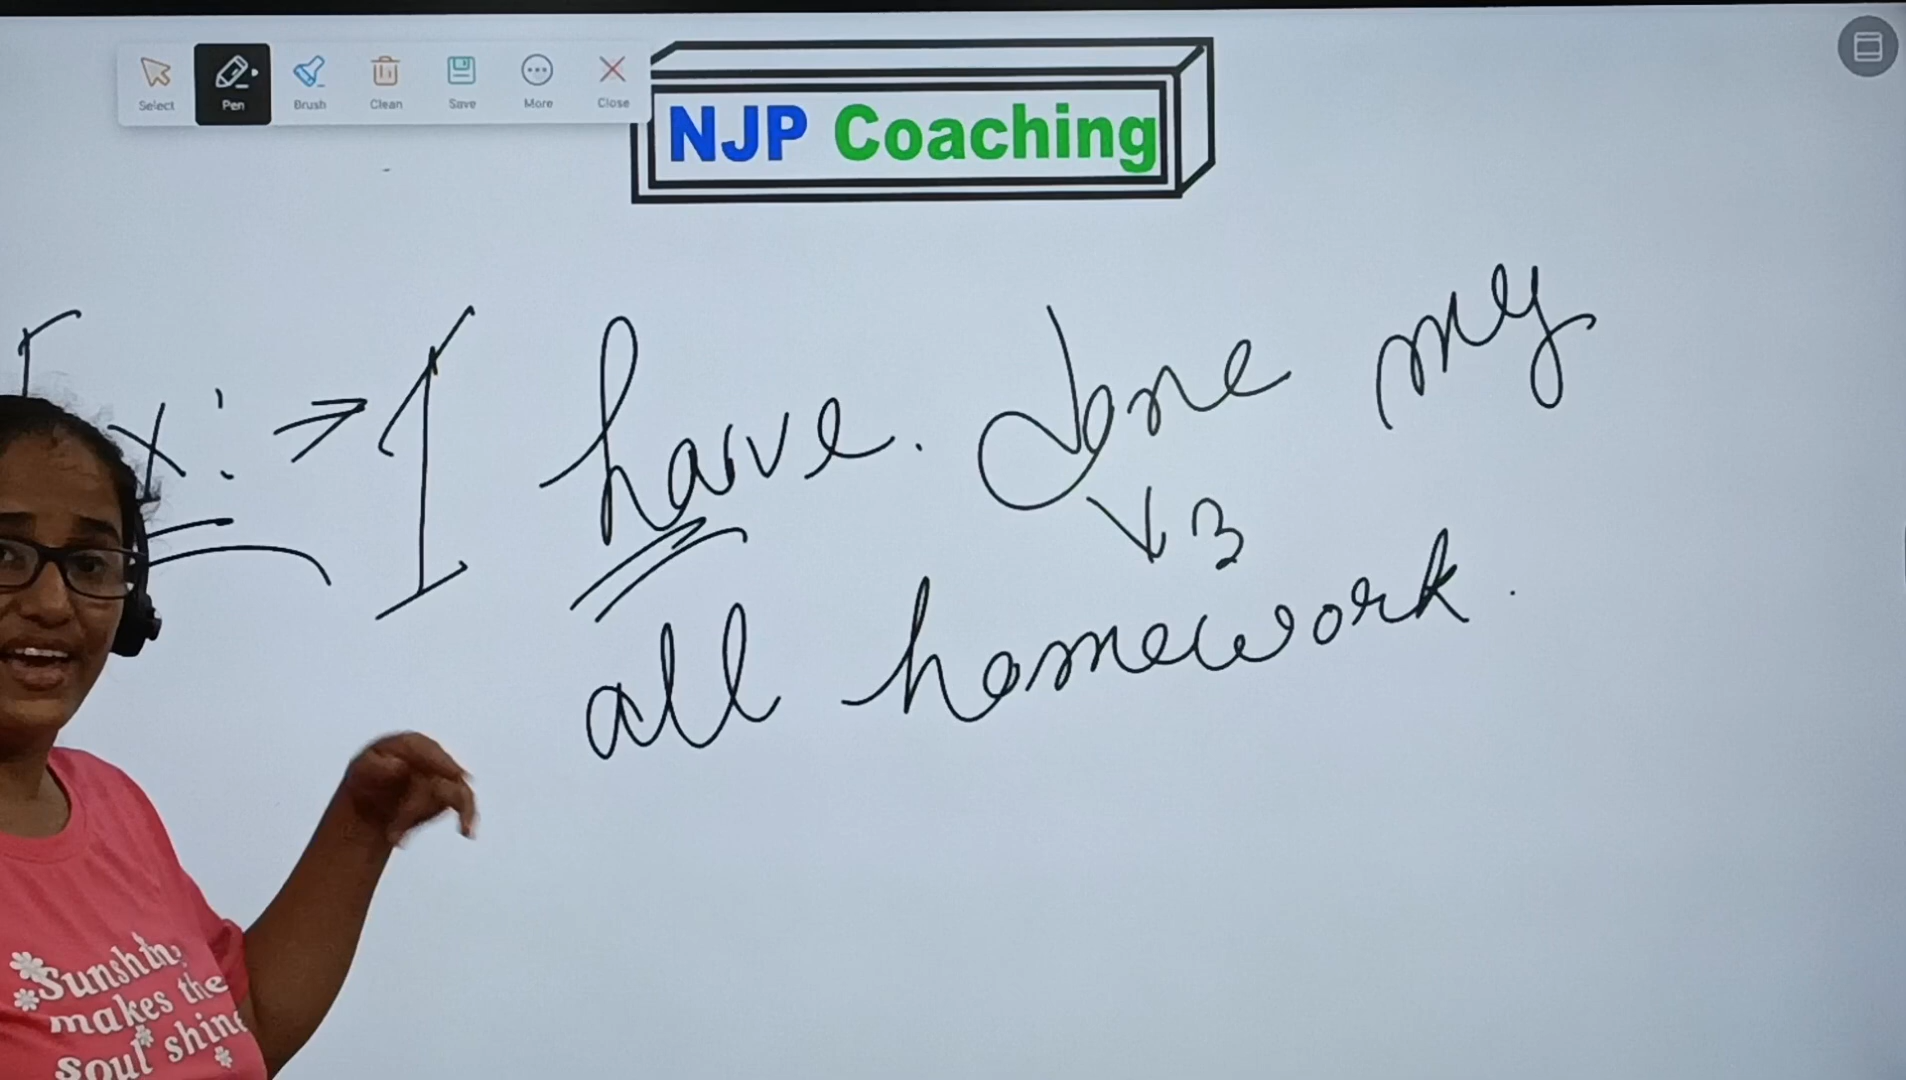 Select Pen Brush Clean Save More Close
NJP Coaching
Ex: ⇒ I have. done my
V3
all homework.
Sunshin
makes the
soul shine